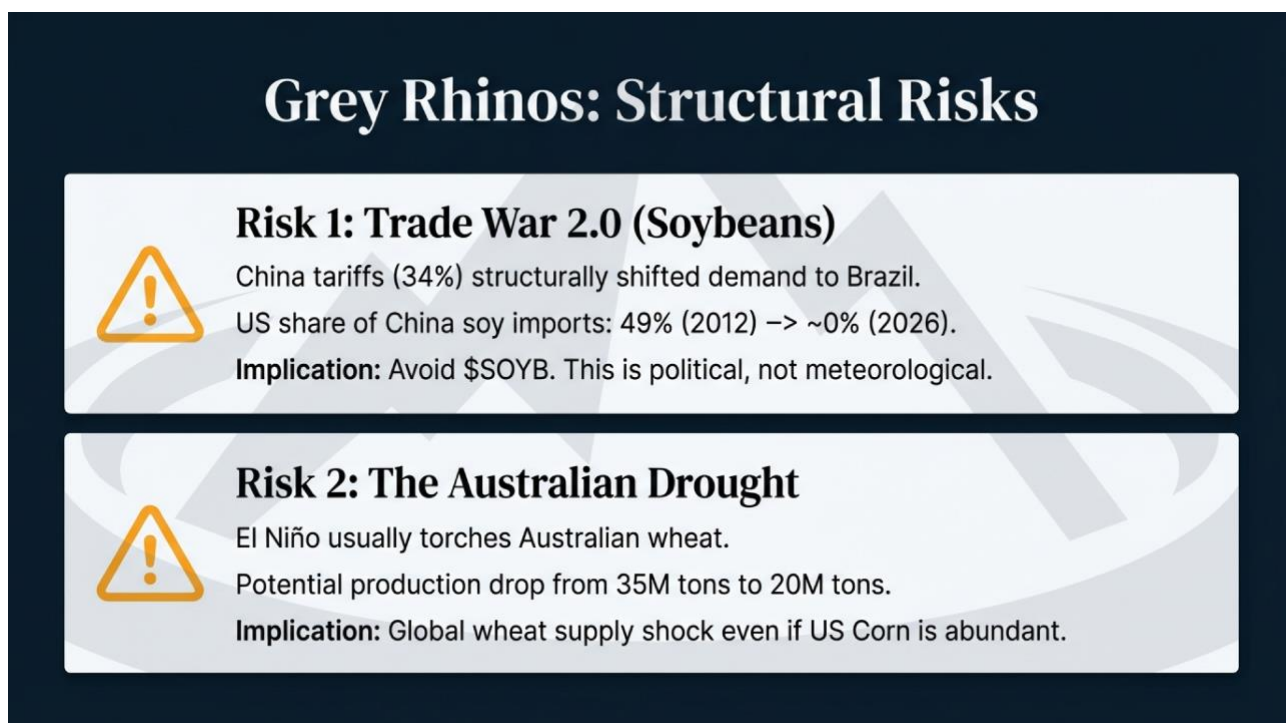 Grey Rhinos: Structural Risks
Risk 1: Trade War 2.0 (Soybeans)
China tariffs (34%) structurally shifted demand to Brazil.
US share of China soy imports: 49% (2012) –> ~0% (2026).
Implication: Avoid $SOYB. This is political, not meteorological.
Risk 2: The Australian Drought
El Niño usually torches Australian wheat.
Potential production drop from 35M tons to 20M tons.
Implication: Global wheat supply shock even if US Corn is abundant.